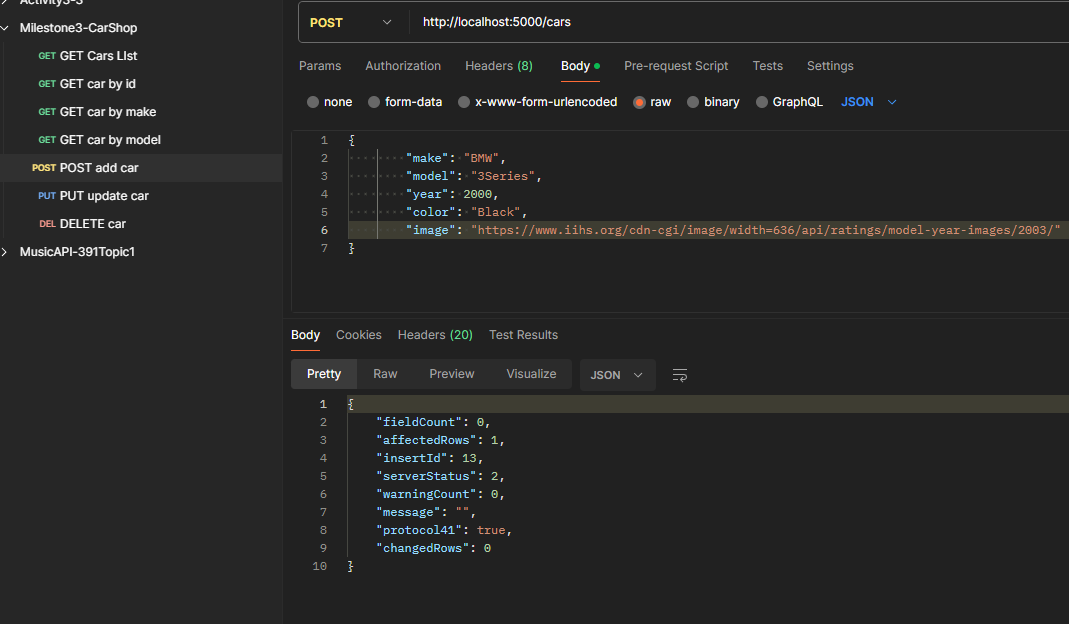 Activity3-3
Milestone3-CarShop
GET GET Cars LIst
GET GET car by id
GET GET car by make
GET GET car by model
POST POST add car
PUT PUT update car
DEL DELETE car
MusicAPI-391Topic1
POST http://localhost:5000/cars
Params Authorization Headers (8) Body Pre-request Script Tests Settings
none form-data x-www-form-urlencoded raw binary GraphQL JSON
1 {
2 "make": "BMW",
3 "model": "3Series",
4 "year": 2000,
5 "color": "Black",
6 "image": "https://www.iihs.org/cdn-cgi/image/width=636/api/ratings/model-year-images/2003/"
7 }
Body Cookies Headers (20) Test Results
Pretty Raw Preview Visualize JSON
1 {
2 "fieldCount": 0,
3 "affectedRows": 1,
4 "insertId": 13,
5 "serverStatus": 2,
6 "warningCount": 0,
7 "message": "",
8 "protocol41": true,
9 "changedRows": 0
10 }